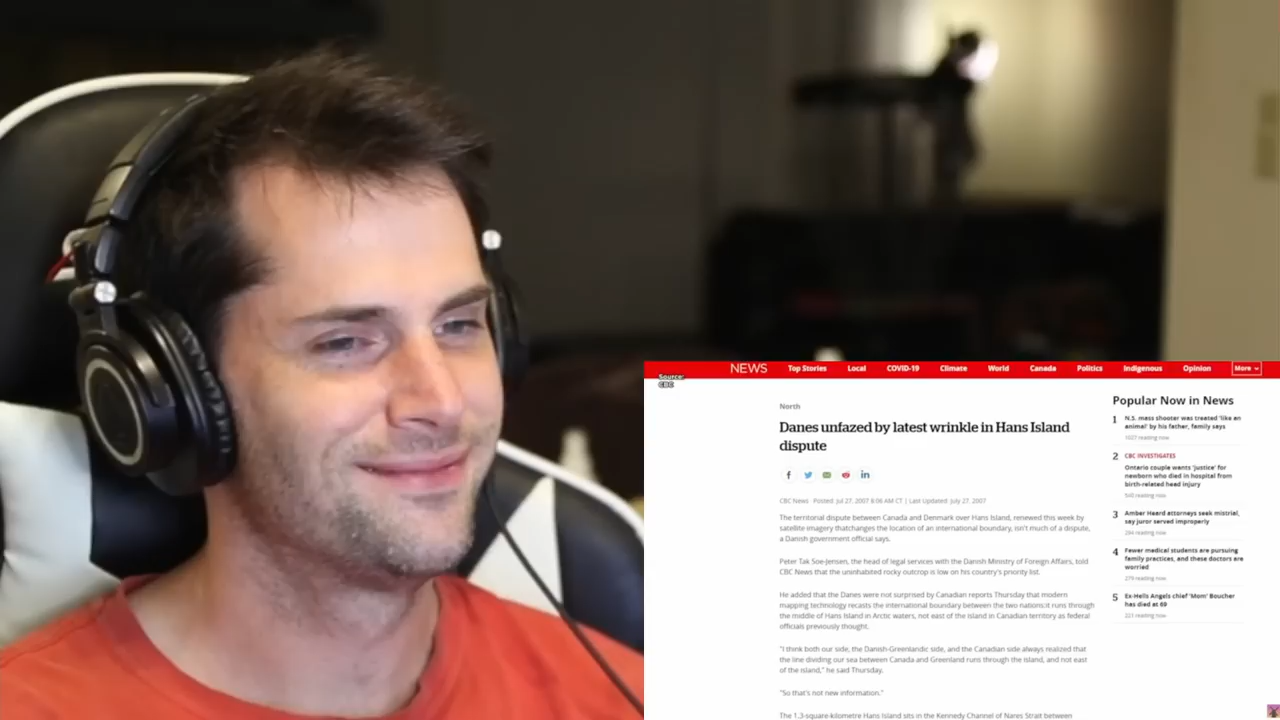 NEWS Top Stories Local COVID-19 Climate World Canada Politics Indigenous Opinion More
Source:
CBC
North
Danes unfazed by latest wrinkle in Hans Island
dispute
CBC News Posted: Jul 27, 2007 8:06 AM CT | Last Updated: July 27, 2007
The territorial dispute between Canada and Denmark over Hans Island, renewed this week by
satellite imagery thatchanges the location of an international boundary, isn't much of a dispute,
a Danish government official says.
Peter Tak Soe-Jensen, the head of legal services with the Danish Ministry of Foreign Affairs, told
CBC News that the uninhabited rocky outcrop is low on his country's priority list.
He added that the Danes were not surprised by Canadian reports Thursday that modern
mapping technology recasts the international boundary between the two nations:it runs through
the middle of Hans Island in Arctic waters, not east of the island in Canadian territory as federal
officials previously thought.
"I think both our side, the Danish-Greenlandic side, and the Canadian side always realized that
the line dividing our sea between Canada and Greenland runs through the island, and not east
of the island," he said Thursday.
"So that's not new information."
The 1.3-square-kilometre Hans Island sits in the Kennedy Channel of Nares Strait between
Popular Now in News
1 N.S. mass shooter was treated 'like an
animal' by his father, family says
1027 reading now
2 CBC INVESTIGATES
Ontario couple wants 'justice' for
newborn who died in hospital from
birth-related head injury
reading now
3 Amber Heard attorneys seek mistrial,
say juror served improperly
284 reading now
4 Fewer medical students are pursuing
family practices, and these doctors are
worried
279 reading now
5 Ex-Hells Angels chief 'Mom' Boucher
has died at 69
221 reading now